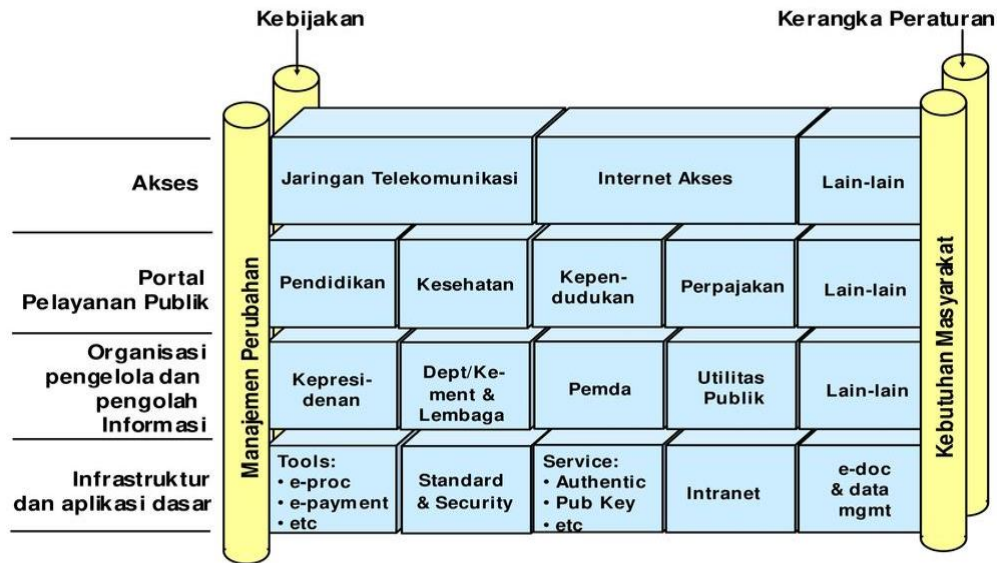 Kebijakan
Kerangka Peraturan
Manajemen Perubahan
Kebutuhan Masyarakat
Akses
Jaringan Telekomunikasi
Internet Akses
Lain-lain
Portal
Pelayanan Publik
Pendidikan
Kesehatan
Kepen-
dudukan
Perpajakan
Lain-lain
Organisasi
pengelola dan
pengolah
Informasi
Kepresi-
denan
Dept/Ke-
ment &
Lembaga
Pemda
Utilitas
Publik
Lain-lain
Infrastruktur
dan aplikasi dasar
Tools:
• e-proc
• e-payment
• etc
Standard
& Security
Service:
• Authentic
• Pub Key
• etc
Intranet
e-doc
& data
mgmt